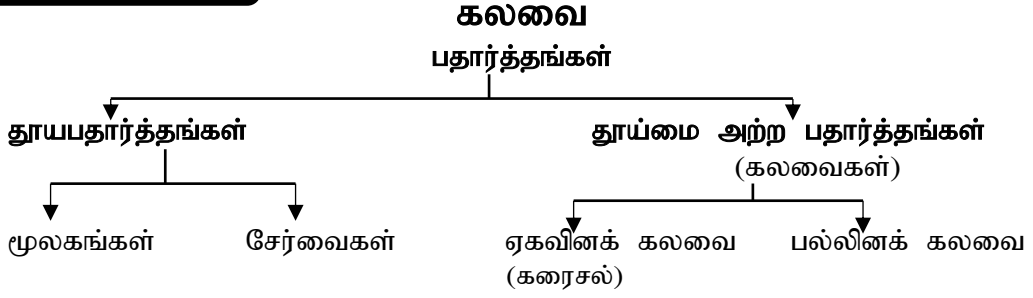 கலவை
பதார்த்தங்கள்
தூயபதார்த்தங்கள் தூய்மை அற்ற பதார்த்தங்கள்
(கலவைகள்)
மூலகங்கள் சேர்வைகள் ஏகவினக் கலவை பல்லினக் கலவை
(கரைசல்)